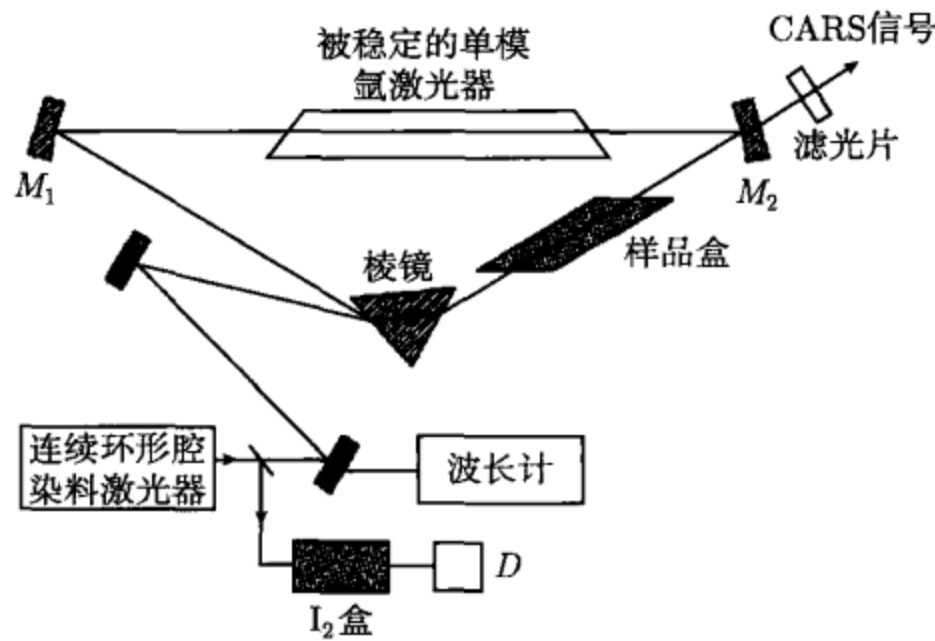 CARS信号
被稳定的单模
氩激光器
滤光片
M₁
M₂
样品盒
棱镜
连续环形腔
染料激光器
波长计
D
I₂盒